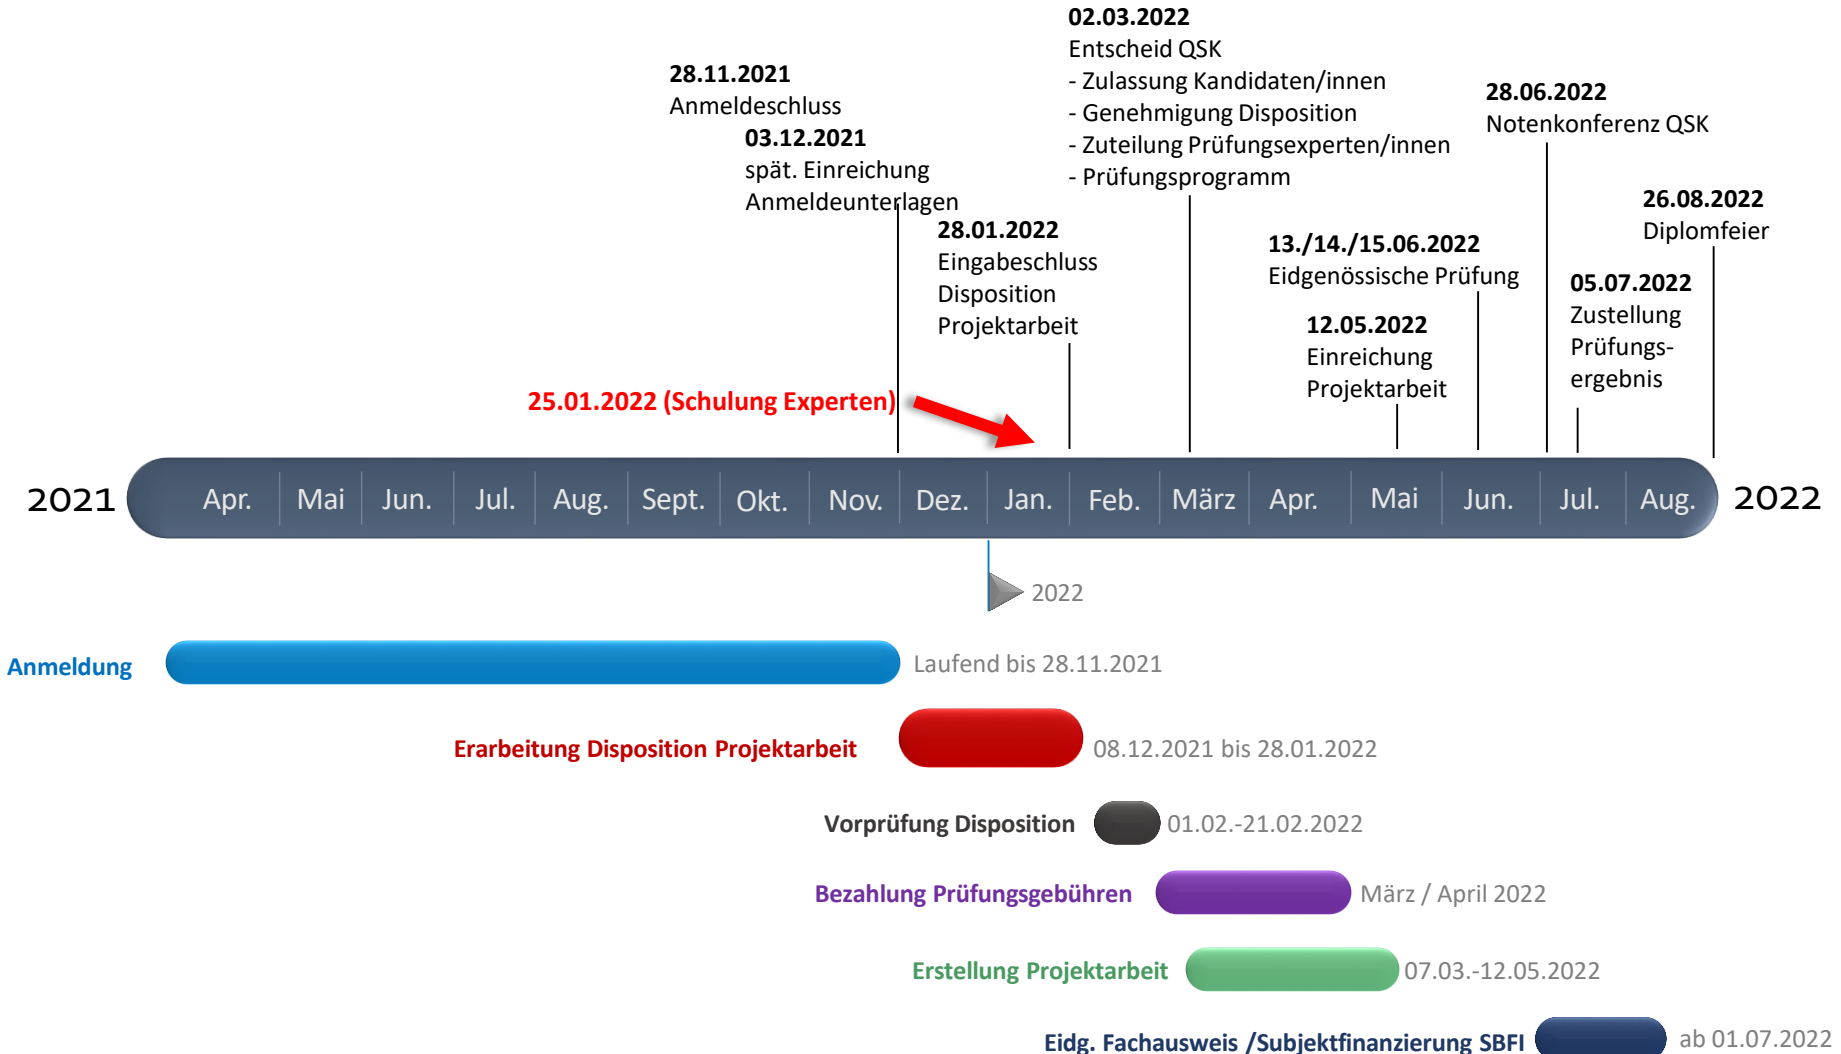 02.03.2022
Entscheid QSK
- Zulassung Kandidaten/innen
- Genehmigung Disposition
- Zuteilung Prüfungsexperten/innen
- Prüfungsprogramm
28.11.2021
Anmeldeschluss
03.12.2021
spät. Einreichung
Anmeldeunterlagen
28.06.2022
Notenkonferenz QSK
26.08.2022
Diplomfeier
28.01.2022
Eingabeschluss
Disposition
Projektarbeit
13./14./15.06.2022
Eidgenössische Prüfung
05.07.2022
Zustellung
Prüfungs-
ergebnis
12.05.2022
Einreichung
Projektarbeit
25.01.2022 (Schulung Experten)
2021 Apr. Mai Jun. Jul. Aug. Sept. Okt. Nov. Dez. Jan. Feb. März Apr. Mai Jun. Jul. Aug. 2022
2022
Anmeldung Laufend bis 28.11.2021
Erarbeitung Disposition Projektarbeit 08.12.2021 bis 28.01.2022
Vorprüfung Disposition 01.02.-21.02.2022
Bezahlung Prüfungsgebühren März / April 2022
Erstellung Projektarbeit 07.03.-12.05.2022
Eidg. Fachausweis /Subjektfinanzierung SBFI ab 01.07.2022